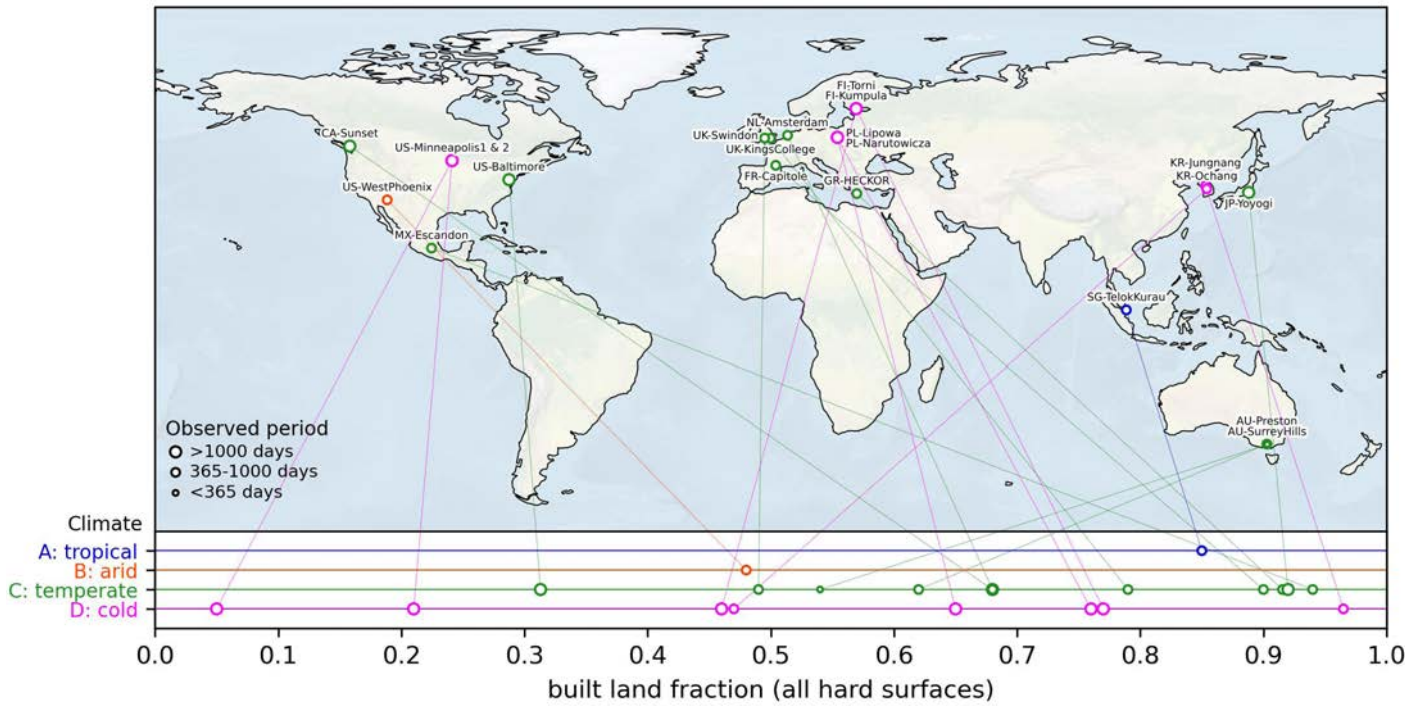 FI-Torni
FI-Kumpula
CA-Sunset
NL-Amsterdam
UK-Swindon
PL-Lipowa
PL-Narutowicza
US-Minneapolis1 & 2
UK-KingsCollege
US-Baltimore
KR-Jungnang
KR-Ochang
FR-Capitole
GR-HECKOR
US-WestPhoenix
JP-Yoyogi
MX-Escandon
SG-TelokKurau
AU-Preston
AU-SurreyHills
Observed period
>1000 days
365-1000 days
<365 days
Climate
A: tropical
B: arid
C: temperate
D: cold
0.0 0.1 0.2 0.3 0.4 0.5 0.6 0.7 0.8 0.9 1.0
built land fraction (all hard surfaces)